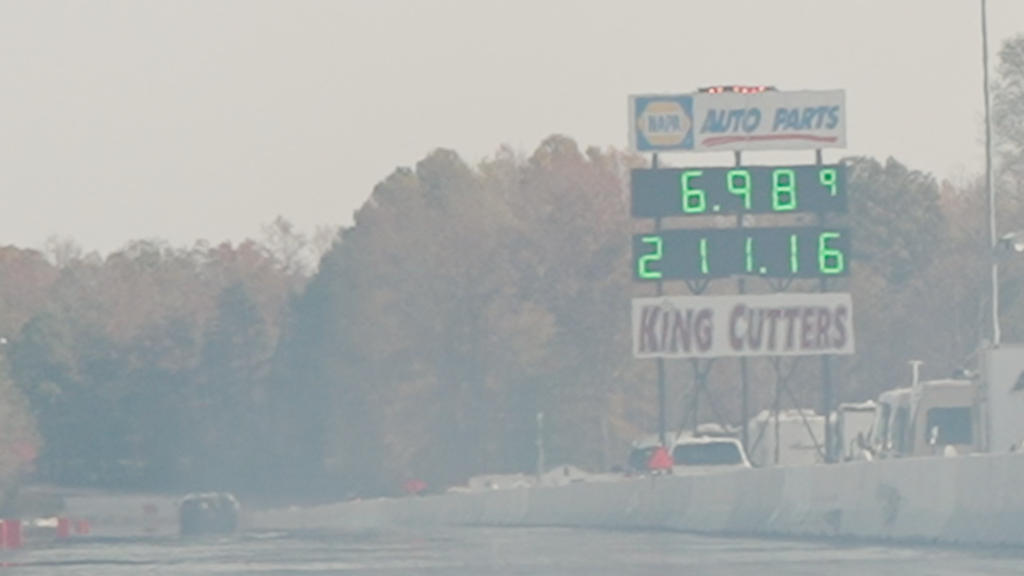 NAPA AUTO PARTS
6.989
211.16
KING CUTTERS